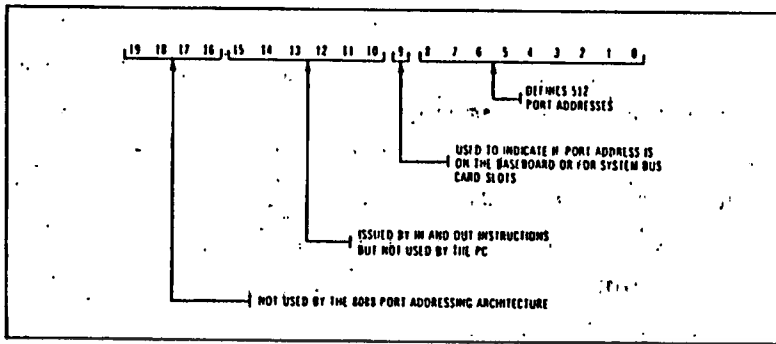 19 18 17 16 15 14 13 12 11 10 9 8 7 6 5 4 3 2 1 0
DEFINES 512
PORT ADDRESSES
USED TO INDICATE IF PORT ADDRESS IS
ON THE BASEBOARD OR FOR SYSTEM BUS
CARD SLOTS
ISSUED BY IN AND OUT INSTRUCTIONS
BUT NOT USED BY THE PC
NOT USED BY THE 8088 PORT ADDRESSING ARCHITECTURE